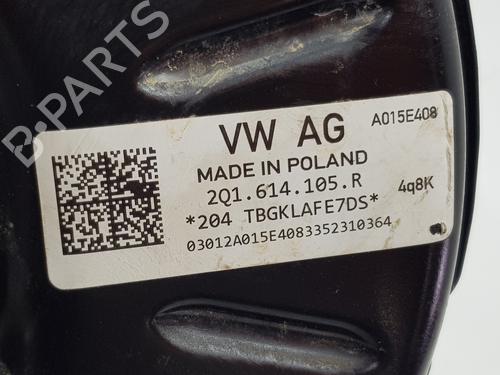 B-PARTS
VW AG
A015E408
MADE IN POLAND
2Q1.614.105.R
4q8K
*204 TBGKLAFE7DS*
03012A015E4083352310364